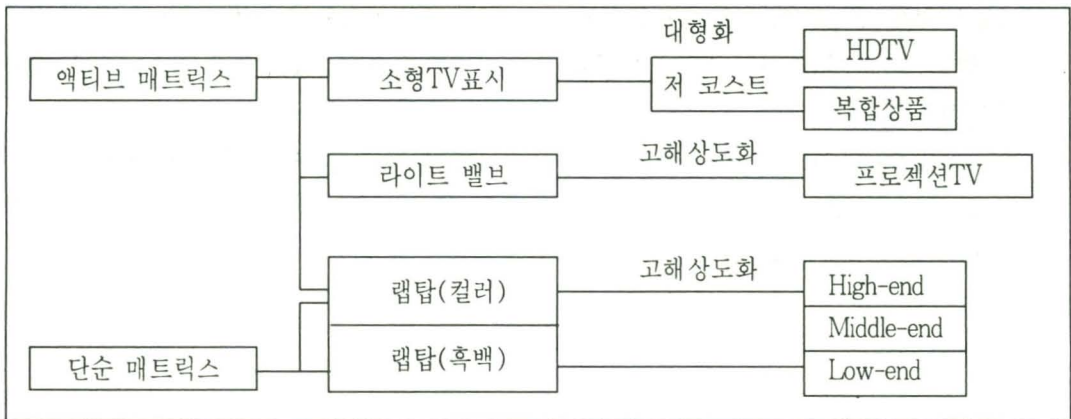 대형화
HDTV
액티브 매트릭스
소형TV표시
저 코스트
복합상품
고해상도화
라이트 밸브
프로젝션TV
고해상도화
랩탑(컬러)
High-end
Middle-end
단순 매트릭스
랩탑(흑백)
Low-end